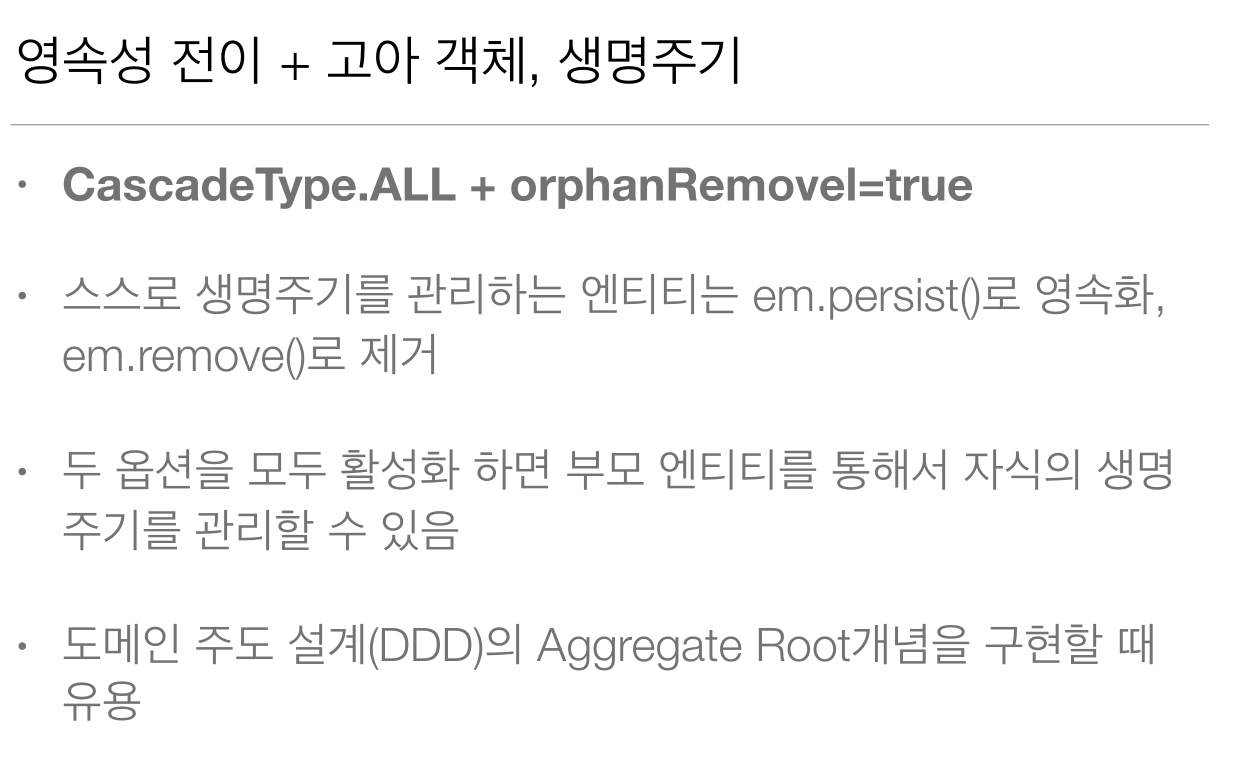 영속성 전이 + 고아 객체, 생명주기
• CascadeType.ALL + orphanRemovel=true
• 스스로 생명주기를 관리하는 엔티티는 em.persist()로 영속화,
em.remove()로 제거
• 두 옵션을 모두 활성화 하면 부모 엔티티를 통해서 자식의 생명
주기를 관리할 수 있음
• 도메인 주도 설계(DDD)의 Aggregate Root개념을 구현할 때
유용